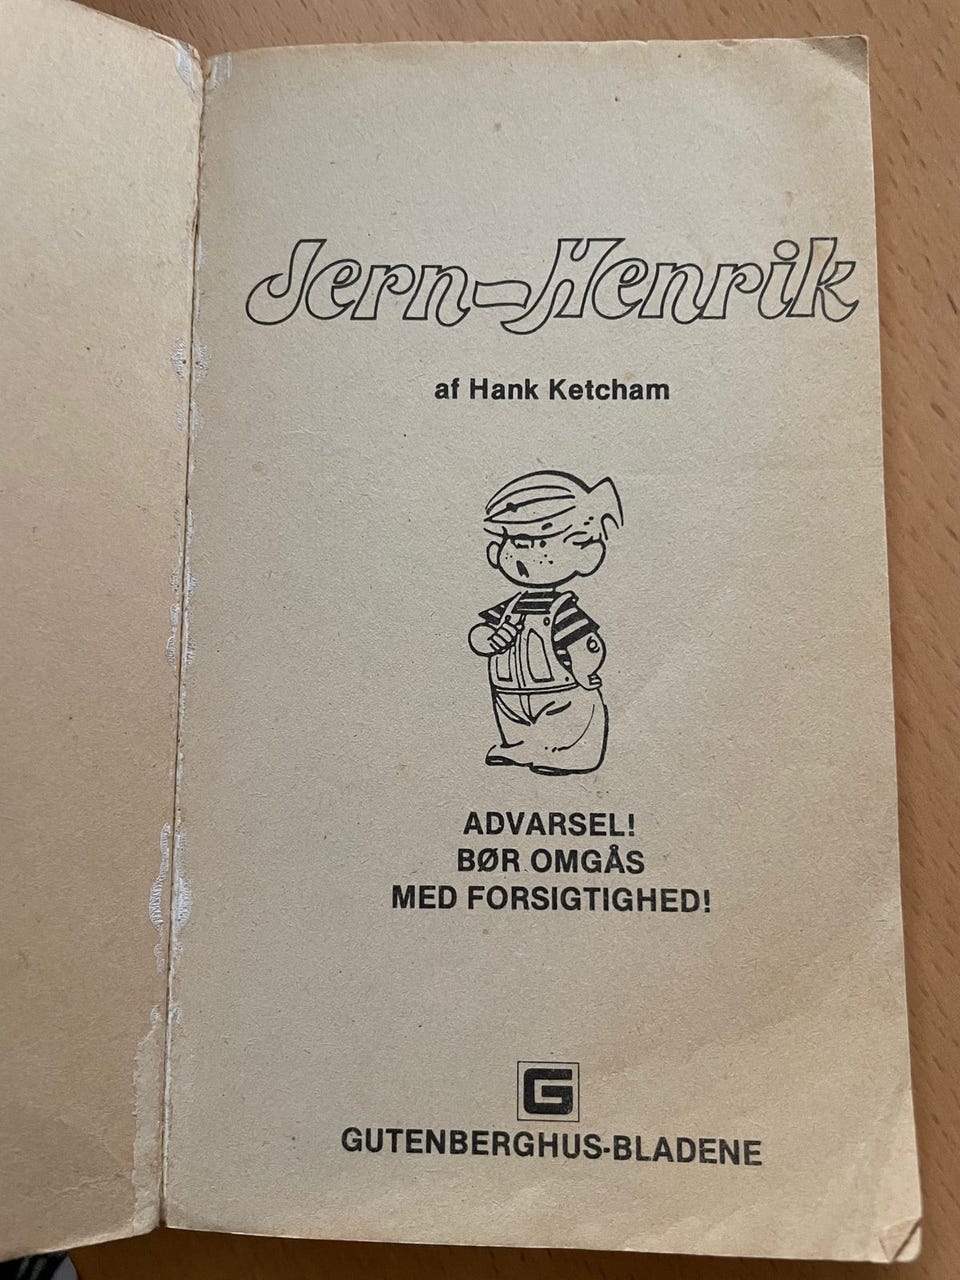 Jern-Henrik
af Hank Ketcham
ADVARSEL!
BØR OMGÅS
MED FORSIGTIGHED!
G
GUTENBERGHUS-BLADENE